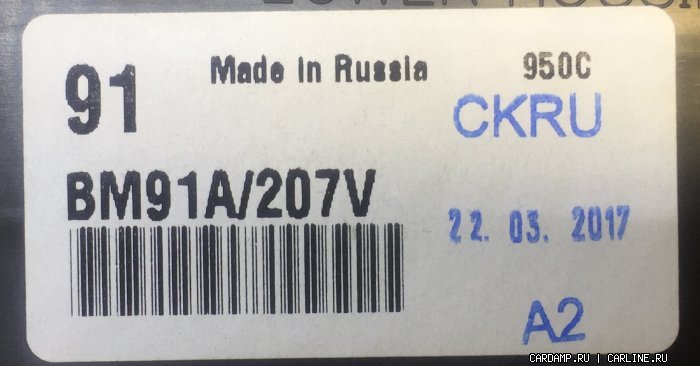 91 Made in Russia 950C
CKRU
BM91A/207V
22. 03. 2017
A2
CARDAMP.RU | CARLINE.RU